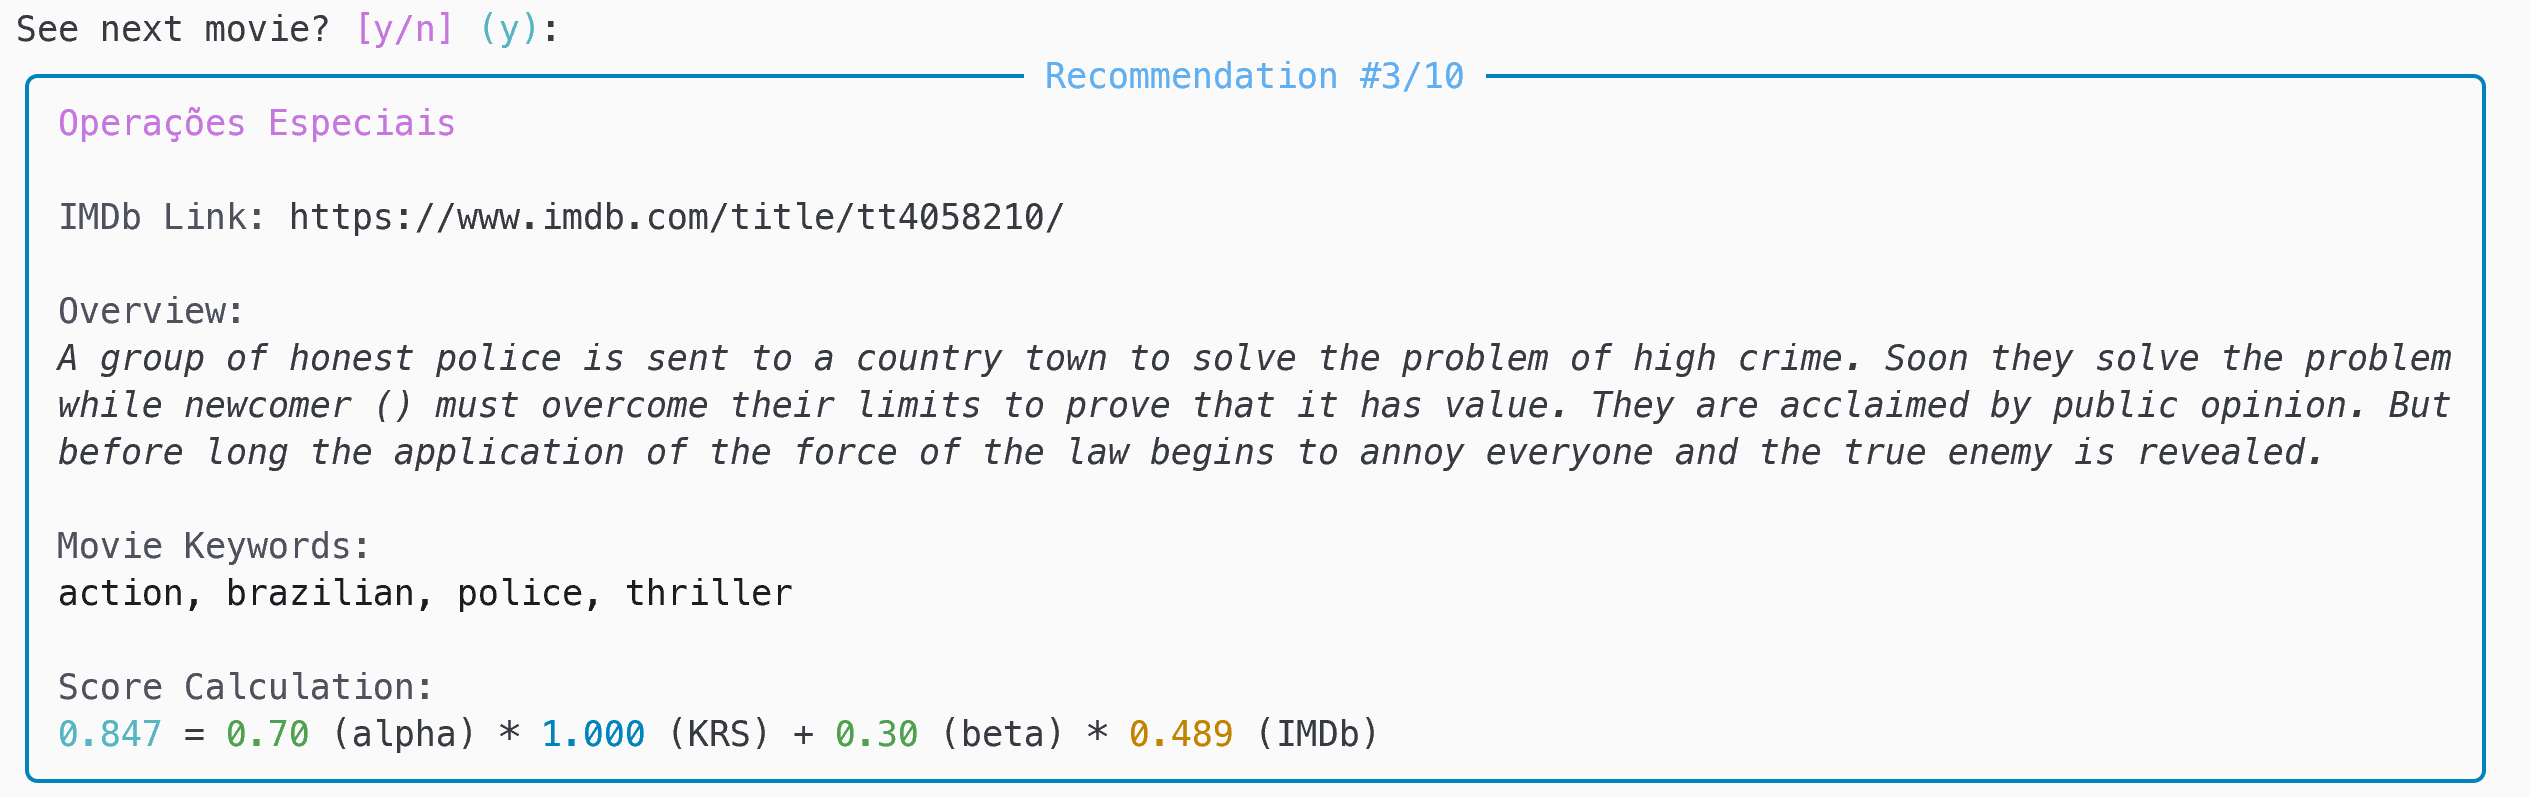 See next movie? [y/n] (y):
Recommendation #3/10
Operações Especiais
IMDb Link: https://www.imdb.com/title/tt4058210/
Overview:
A group of honest police is sent to a country town to solve the problem of high crime. Soon they solve the problem
while newcomer () must overcome their limits to prove that it has value. They are acclaimed by public opinion. But
before long the application of the force of the law begins to annoy everyone and the true enemy is revealed.
Movie Keywords:
action, brazilian, police, thriller
Score Calculation:
0.847 = 0.70 (alpha) * 1.000 (KRS) + 0.30 (beta) * 0.489 (IMDb)